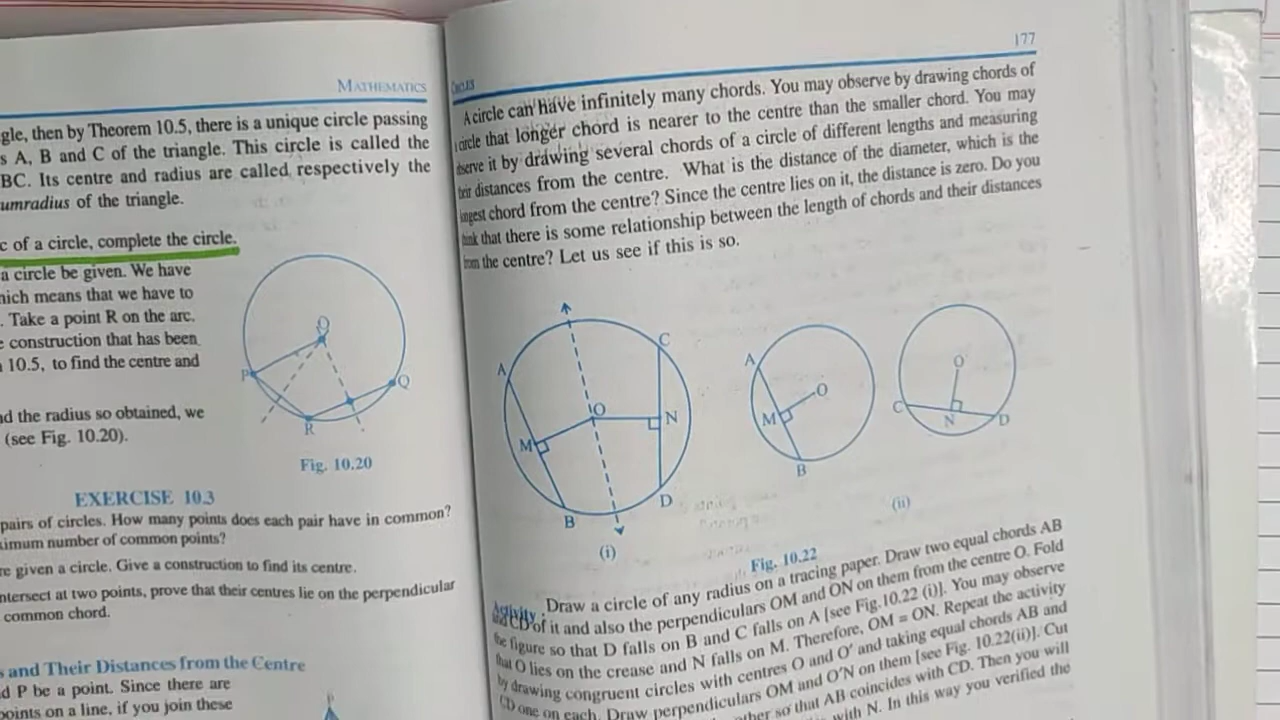 MATHEMATICS
gle, then by Theorem 10.5, there is a unique circle passing
s A, B and C of the triangle. This circle is called the
BC. Its centre and radius are called respectively the
umradius of the triangle.
c of a circle, complete the circle.
a circle be given. We have
hich means that we have to
. Take a point R on the arc.
e construction that has been
10.5, to find the centre and
nd the radius so obtained, we
(see Fig. 10.20).
O
P
Q
R
Fig. 10.20
EXERCISE 10.3
pairs of circles. How many points does each pair have in common?
ximum number of common points?
re given a circle. Give a construction to find its centre.
ntersect at two points, prove that their centres lie on the perpendicular
common chord.
s and Their Distances from the Centre
d P be a point. Since there are
points on a line, if you join these
P
CIRCLES
177
A circle can have infinitely many chords. You may observe by drawing chords of
circle that longer chord is nearer to the centre than the smaller chord. You may
bserve it by drawing several chords of a circle of different lengths and measuring
their distances from the centre. What is the distance of the diameter, which is the
longest chord from the centre? Since the centre lies on it, the distance is zero. Do you
think that there is some relationship between the length of chords and their distances
from the centre? Let us see if this is so.
A
C
O
M
N
B
D
(i)
A
O
M
B
O'
C
N
D
(ii)
Fig. 10.22
Activity : Draw a circle of any radius on a tracing paper. Draw two equal chords AB
and CD of it and also the perpendiculars OM and ON on them from the centre O. Fold
the figure so that D falls on B and C falls on A [see Fig.10.22 (i)]. You may observe
that O lies on the crease and N falls on M. Therefore, OM = ON. Repeat the activity
by drawing congruent circles with centres O and O′ and taking equal chords AB and
CD one on each. Draw perpendiculars OM and O′N on them [see Fig. 10.22(ii)]. Cut
other so that AB coincides with CD. Then you will
with N. In this way you verified the